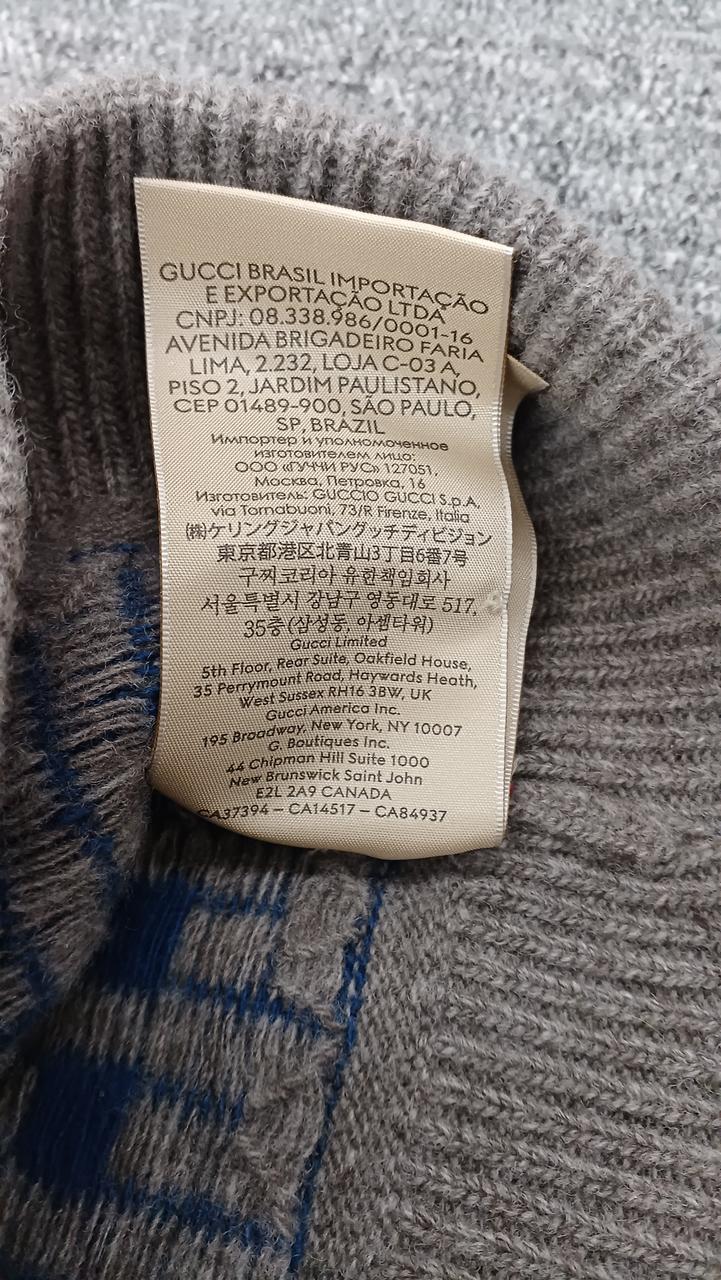 GUCCI BRASIL IMPORTAÇÃO
E EXPORTAÇÃO LTDA
CNPJ: 08.338.986/0001-16
AVENIDA BRIGADEIRO FARIA
LIMA, 2.232, LOJA C-03 A,
PISO 2, JARDIM PAULISTANO,
CEP 01489-900, SÃO PAULO,
SP, BRAZIL
Импортер и уполномоченное
изготовителем лицо:
ООО «ГУЧЧИ РУС» 127051,
Москва, Петровка, 16
Изготовитель: GUCCIO GUCCI S.p.A.
via Tornabuoni, 73/R Firenze, Italia
㈱ケリングジャパングッチディビジョン
東京都港区北青山3丁目6番7号
구찌코리아 유한책임회사
서울특별시 강남구 영동대로 517,
35층 (삼성동, 아셈타워)
Gucci Limited
5th Floor, Rear Suite, Oakfield House,
35 Perrymount Road, Haywards Heath,
West Sussex RH16 3BW, UK
Gucci America Inc.
195 Broadway, New York, NY 10007
G. Boutiques Inc.
44 Chipman Hill Suite 1000
New Brunswick Saint John
E2L 2A9 CANADA
CA37394 – CA14517 – CA84937